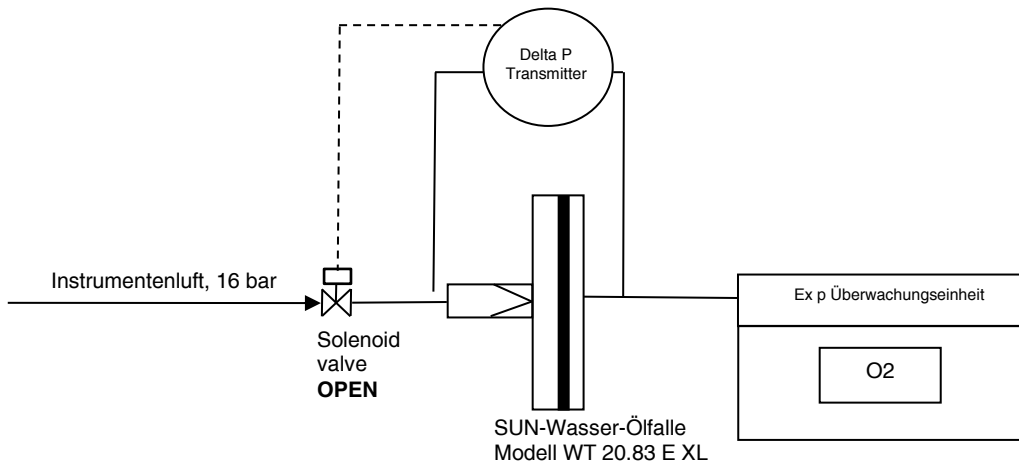 Delta P
Transmitter
Instrumentenluft, 16 bar
Solenoid
valve
OPEN
Ex p Überwachungseinheit
O2
SUN-Wasser-Ölfalle
Modell WT 20.83 E XL